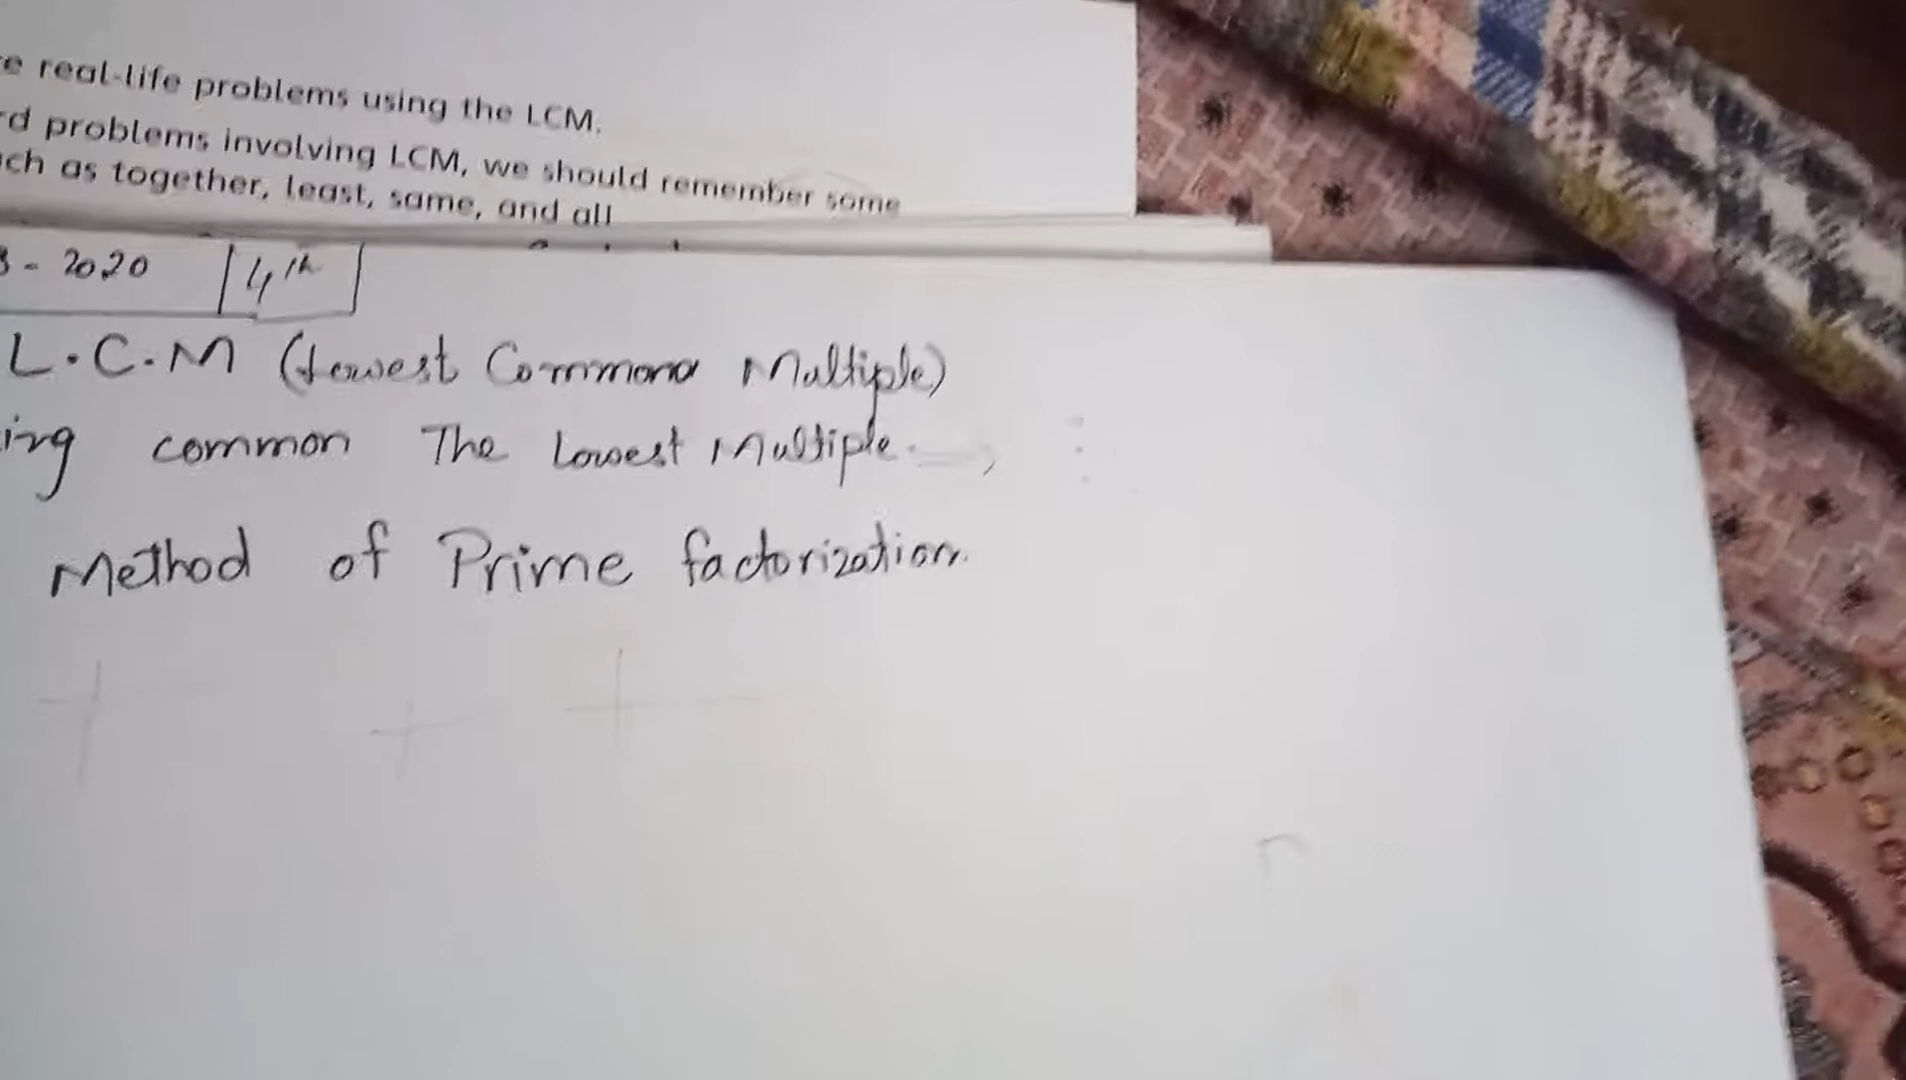 real-life problems using the LCM.
problems involving LCM, we should remember some
as together, least, same, and all
- 2020 4th
L.C.M (Lowest Common Multiple)
ing common The Lowest Multiple
Method of Prime factorization.